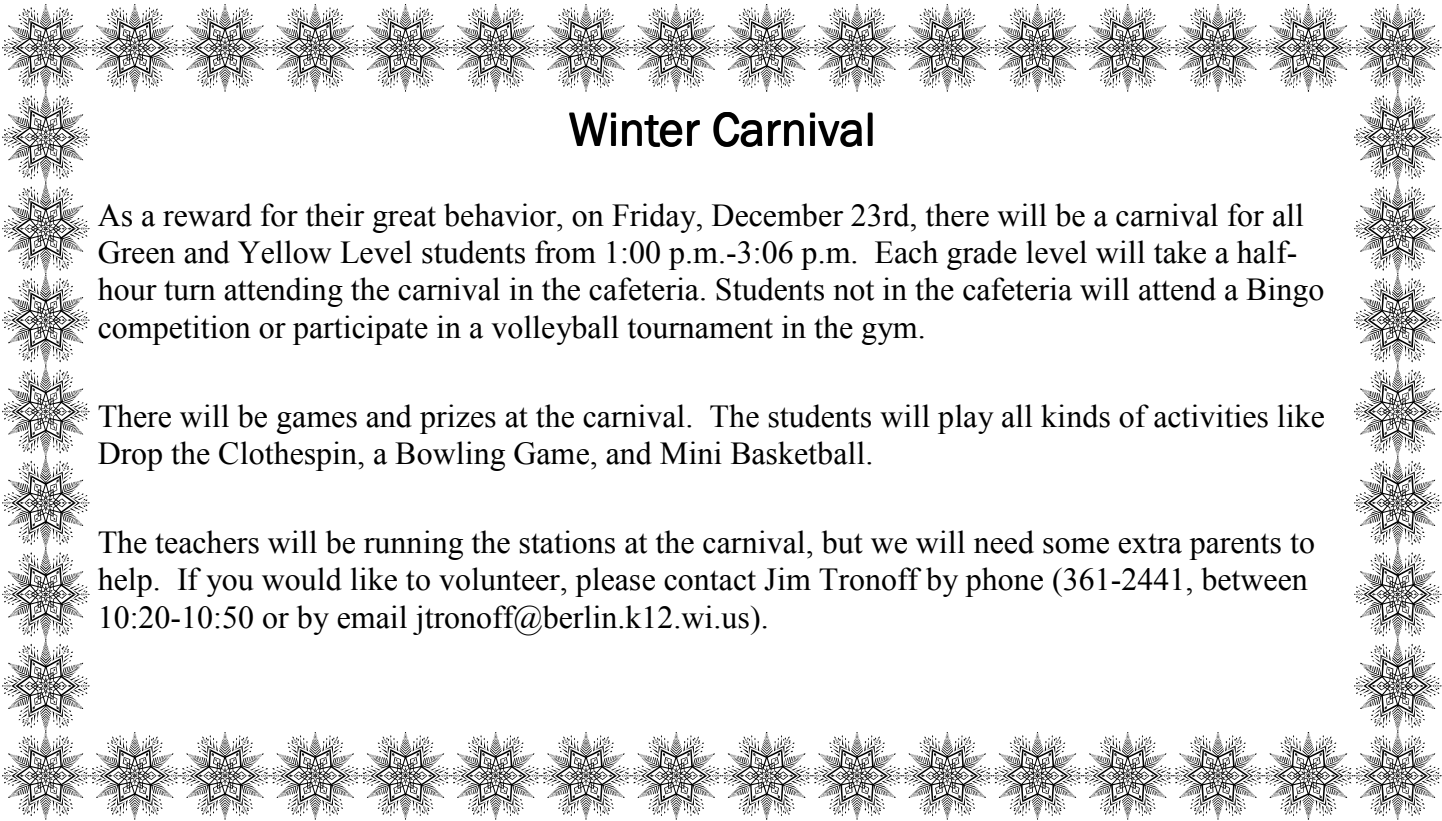 Winter Carnival
As a reward for their great behavior, on Friday, December 23rd, there will be a carnival for all
Green and Yellow Level students from 1:00 p.m.-3:06 p.m.  Each grade level will take a half-
hour turn attending the carnival in the cafeteria. Students not in the cafeteria will attend a Bingo
competition or participate in a volleyball tournament in the gym.
There will be games and prizes at the carnival.  The students will play all kinds of activities like
Drop the Clothespin, a Bowling Game, and Mini Basketball.
The teachers will be running the stations at the carnival, but we will need some extra parents to
help.  If you would like to volunteer, please contact Jim Tronoff by phone (361-2441, between
10:20-10:50 or by email jtronoff@berlin.k12.wi.us).